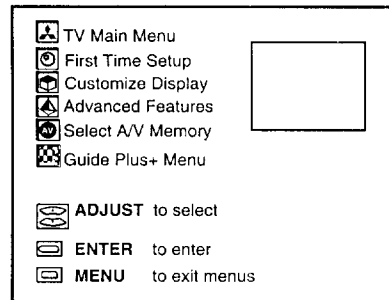 TV Main Menu
First Time Setup
Customize Display
Advanced Features
AV Select A/V Memory
Guide Plus+ Menu
ADJUST to select
ENTER to enter
MENU to exit menus